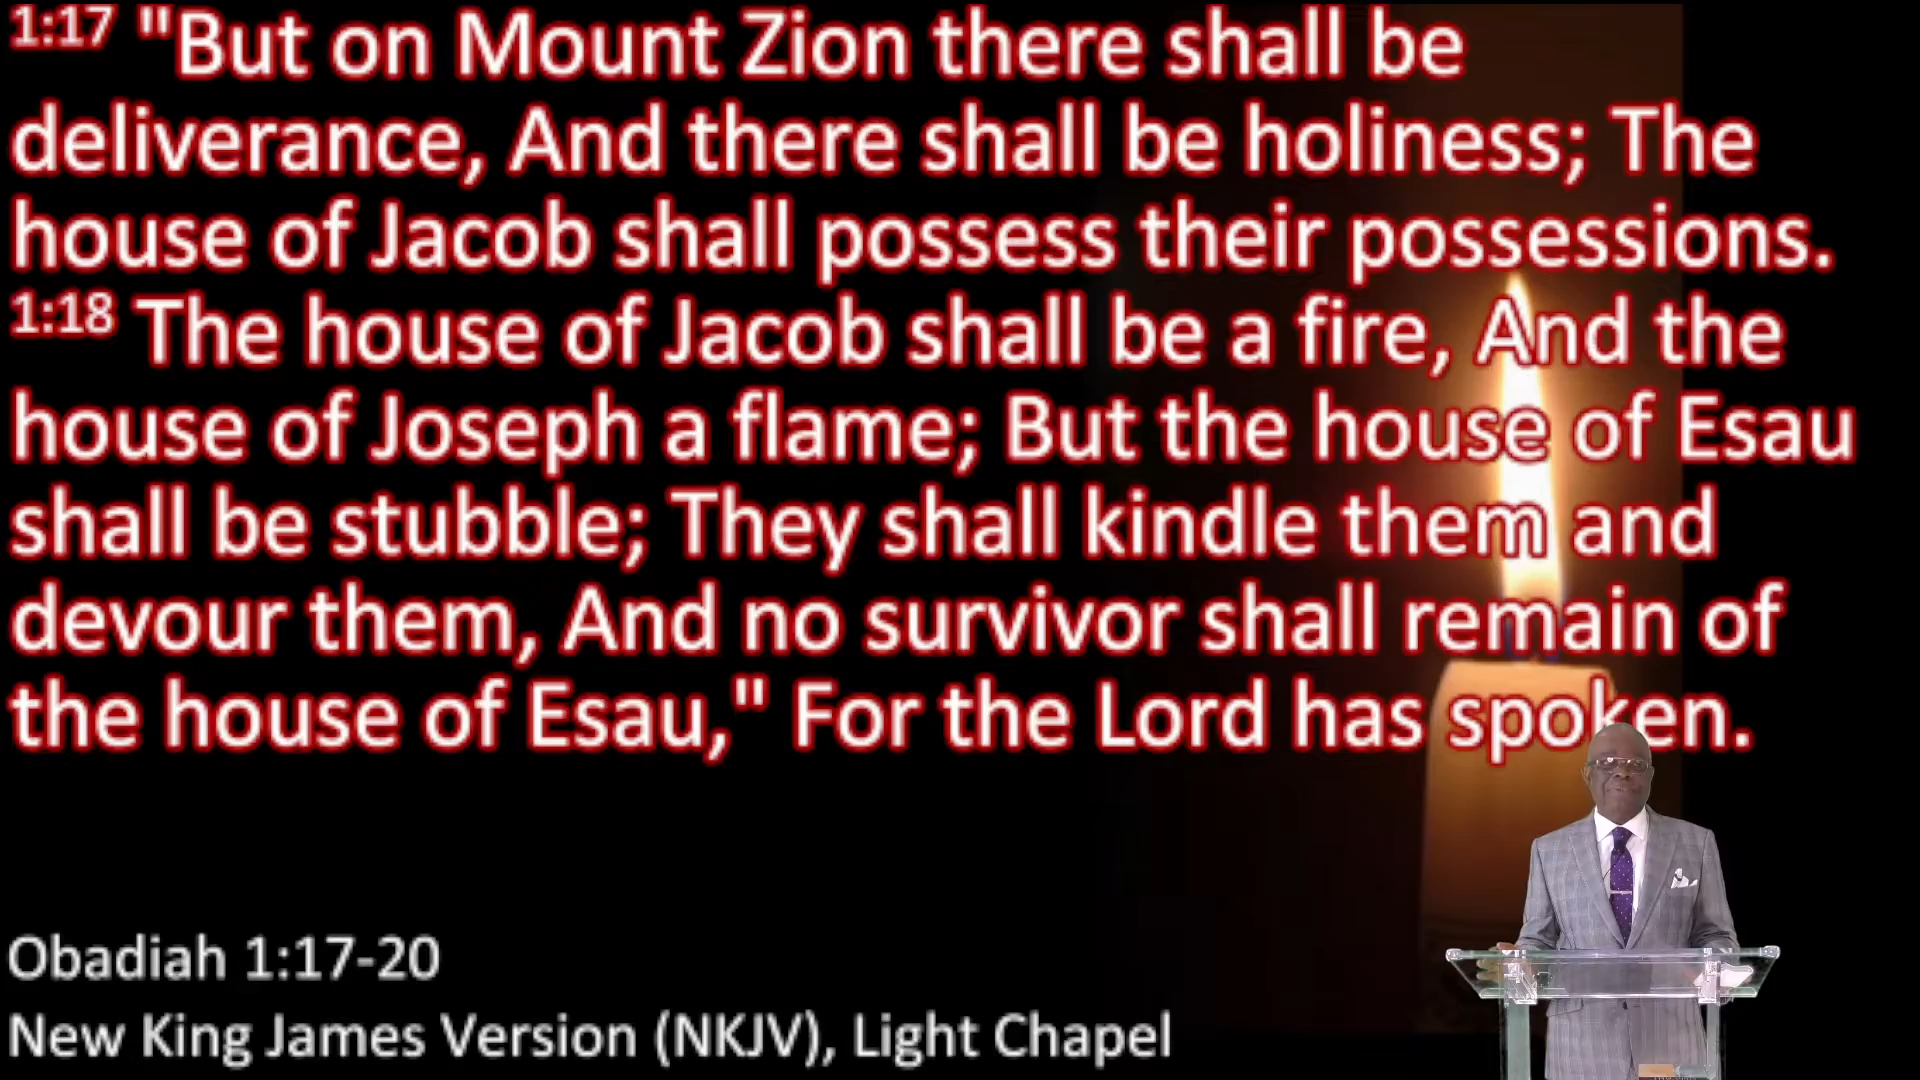 1:17 "But on Mount Zion there shall be
deliverance, And there shall be holiness; The
house of Jacob shall possess their possessions.
1:18 The house of Jacob shall be a fire, And the
house of Joseph a flame; But the house of Esau
shall be stubble; They shall kindle them and
devour them, And no survivor shall remain of
the house of Esau," For the Lord has spoken.
Obadiah 1:17-20
New King James Version (NKJV), Light Chapel